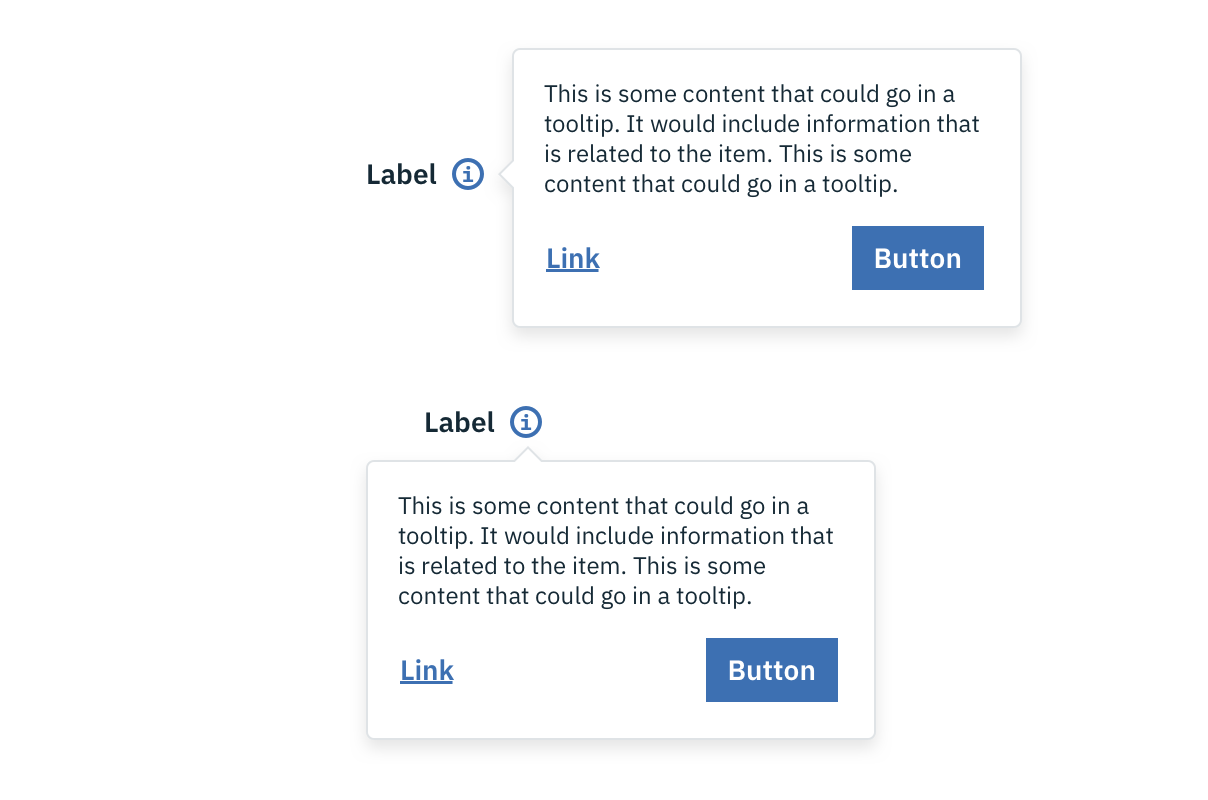 This is some content that could go in a
tooltip. It would include information that
Label i is related to the item. This is some
content that could go in a tooltip.
Link Button
Label i
This is some content that could go in a
tooltip. It would include information that
is related to the item. This is some
content that could go in a tooltip.
Link Button